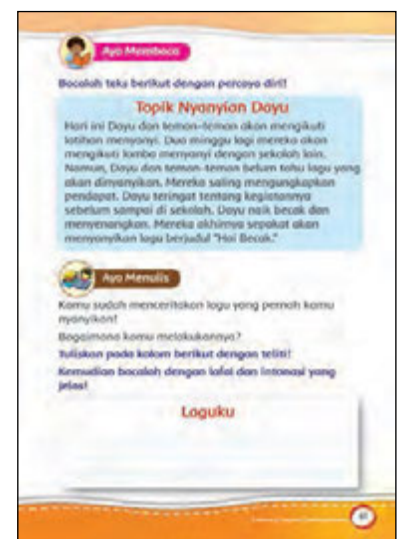 Ayo Membaca
Bacalah teks berikut dengan percaya diri!
Topik Nyanyian Dayu
Hari ini Dayu dan teman-teman akan mengikuti
latihan menyanyi. Dua minggu lagi mereka akan
mengikuti lomba menyanyi dengan sekolah lain.
Namun, Dayu dan teman-teman belum tahu lagu yang
akan dinyanyikan. Mereka saling mengungkapkan
pendapat. Dayu teringat tentang kegiatannya
sebelum sampai di sekolah. Dayu naik becak dan
menyenangkan. Mereka akhirnya sepakat akan
menyanyikan lagu berjudul "Hai Becak."
Ayo Menulis
Kamu sudah menceritakan lagu yang pernah kamu
nyanyikan!
Bagaimana kamu melakukannya?
Tuliskan pada kolom berikut dengan teliti!
Kemudian bacalah dengan lafal dan intonasi yang
jelas!
Laguku